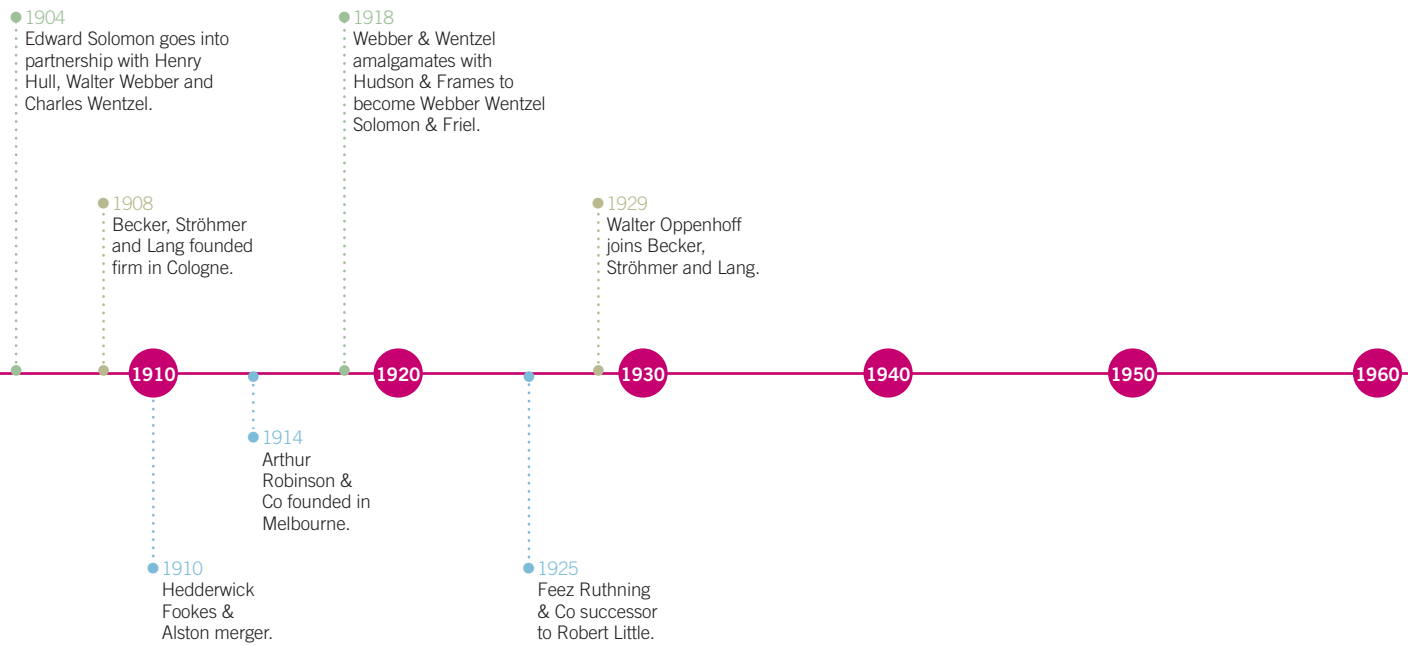 1904
Edward Solomon goes into
partnership with Henry
Hull, Walter Webber and
Charles Wentzel.
1918
Webber & Wentzel
amalgamates with
Hudson & Frames to
become Webber Wentzel
Solomon & Friel.
1908
Becker, Ströhmer
and Lang founded
firm in Cologne.
1929
Walter Oppenhoff
joins Becker,
Ströhmer and Lang.
1910
1920
1930
1940
1950
1960
1914
Arthur
Robinson &
Co founded in
Melbourne.
1910
Hedderwick
Fookes &
Alston merger.
1925
Feez Ruthning
& Co successor
to Robert Little.